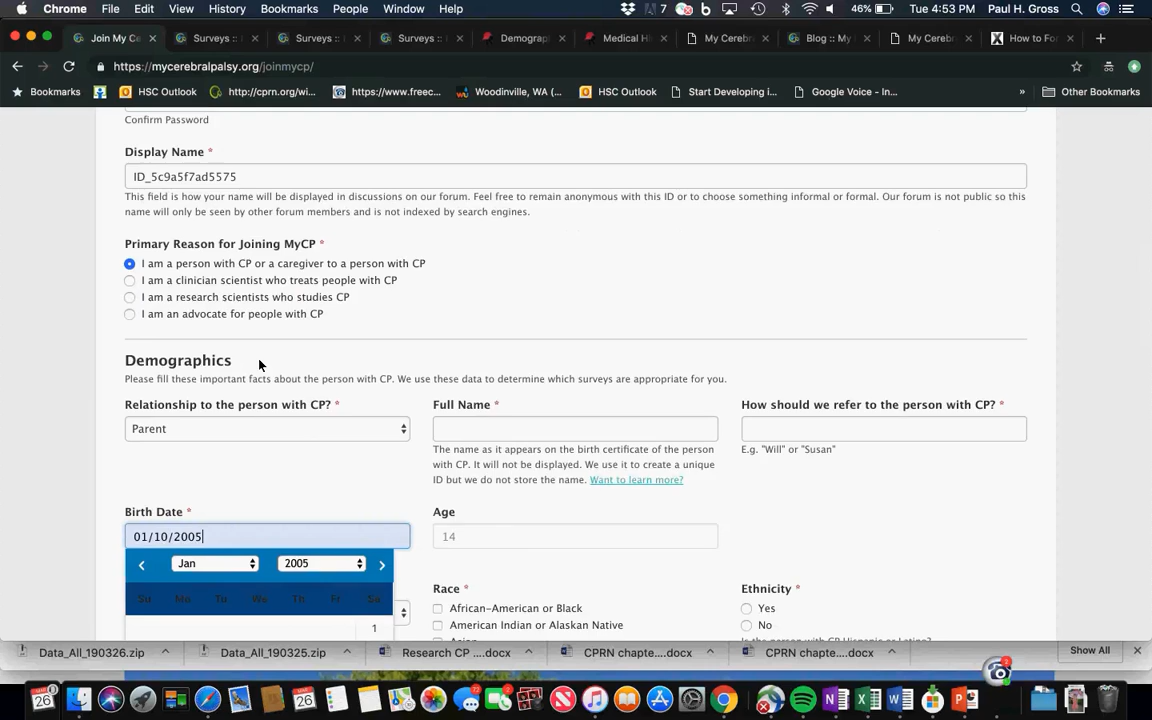 Chrome File Edit View History Bookmarks People Window Help 7 46% Tue 4:53 PM Paul H. Gross
Join My Ce Surveys :: Surveys :: Surveys :: Demograp Medical Hi My Cerebr Blog :: My My Cerebr How to For
https://mycerebralpalsy.org/joinmycp/
Bookmarks HSC Outlook http://cprn.org/wi... https://www.freec... Woodinville, WA (... HSC Outlook Start Developing i... Google Voice - In... » Other Bookmarks
Confirm Password
Display Name *
ID_5c9a5f7ad5575
This field is how your name will be displayed in discussions on our forum. Feel free to remain anonymous with this ID or to choose something informal or formal. Our forum is not public so this
name will only be seen by other forum members and is not indexed by search engines.
Primary Reason for Joining MyCP *
I am a person with CP or a caregiver to a person with CP
I am a clinician scientist who treats people with CP
I am a research scientists who studies CP
I am an advocate for people with CP
Demographics
Please fill these important facts about the person with CP. We use these data to determine which surveys are appropriate for you.
Relationship to the person with CP? * Full Name * How should we refer to the person with CP? *
Parent
The name as it appears on the birth certificate of the person E.g. "Will" or "Susan"
with CP. It will not be displayed. We use it to create a unique
ID but we do not store the name. Want to learn more?
Birth Date * Age
01/10/2005 14
Jan 2005
Su Mo Tu We Th Fr Sa
Race * Ethnicity *
African-American or Black Yes
1 American Indian or Alaskan Native No
Data_All_190326.zip Data_All_190325.zip Research CP ....docx CPRN chapte....docx CPRN chapte....docx Show All